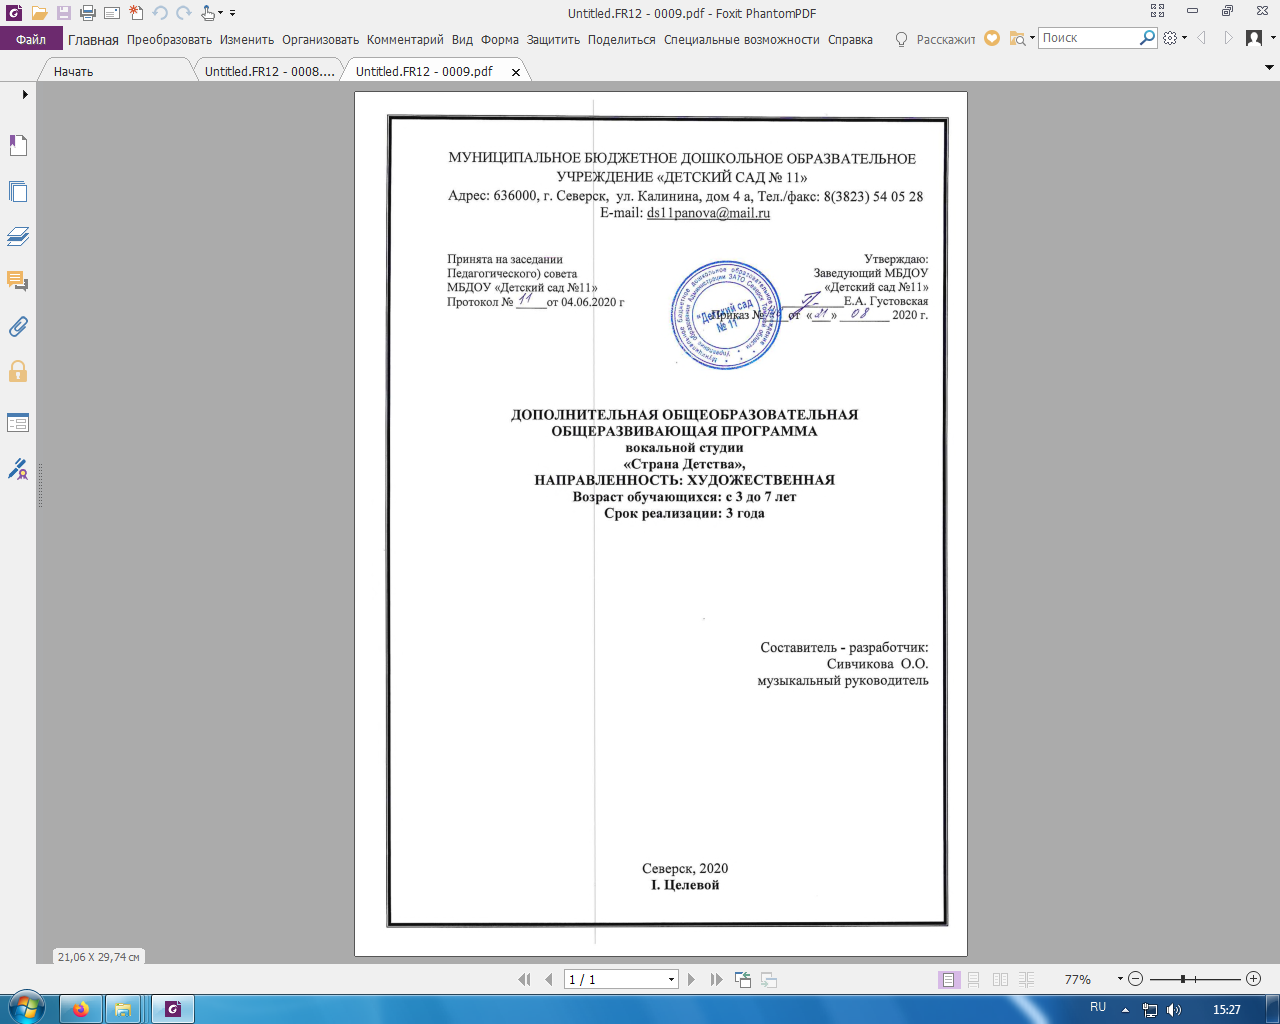 Untitled.FR12 - 0009.pdf - Foxit PhantomPDF
Файл Главная Преобразовать Изменить Организовать Комментарий Вид Форма Защитить Поделиться Специальные возможности Справка Расскажит Поиск
Начать Untitled.FR12 - 0008.... Untitled.FR12 - 0009.pdf
МУНИЦИПАЛЬНОЕ БЮДЖЕТНОЕ ДОШКОЛЬНОЕ ОБРАЗВАТЕЛЬНОЕ
УЧРЕЖДЕНИЕ «ДЕТСКИЙ САД № 11»
Адрес: 636000, г. Северск, ул. Калинина, дом 4 а, Тел./факс: 8(3823) 54 05 28
E-mail: ds11panova@mail.ru
Принята на заседании
Педагогического) совета
МБДОУ «Детский сад №11»
Протокол № 11 от 04.06.2020 г
Утверждаю:
Заведующий МБДОУ
«Детский сад №11»
Е.А. Густовская
Приказ № от «21» 08 2020 г.
"Детский сад
№ 11"
ДОПОЛНИТЕЛЬНАЯ ОБЩЕОБРАЗОВАТЕЛЬНАЯ
ОБЩЕРАЗВИВАЮЩАЯ ПРОГРАММА
вокальной студии
«Страна Детства»,
НАПРАВЛЕННОСТЬ: ХУДОЖЕСТВЕННАЯ
Возраст обучающихся: с 3 до 7 лет
Срок реализации: 3 года
Составитель - разработчик:
Сивчикова О.О.
музыкальный руководитель
Северск, 2020
I. Целевой
21,06 X 29,74 см
1 / 1
77%
RU
15:27